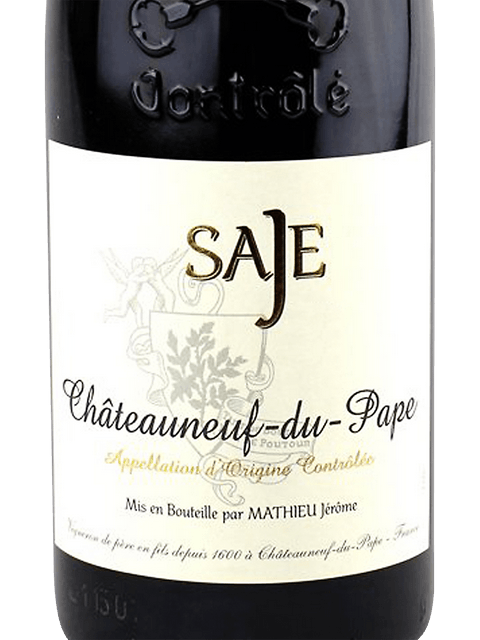 Contrôlé
SAJE
Châteauneuf-du-Pape
POUTOUN
Appellation d'Origine Contrôlée
Mis en Bouteille par MATHIEU Jérôme
Vigneron de père en fils depuis 1600 à Châteauneuf-du-Pape - France